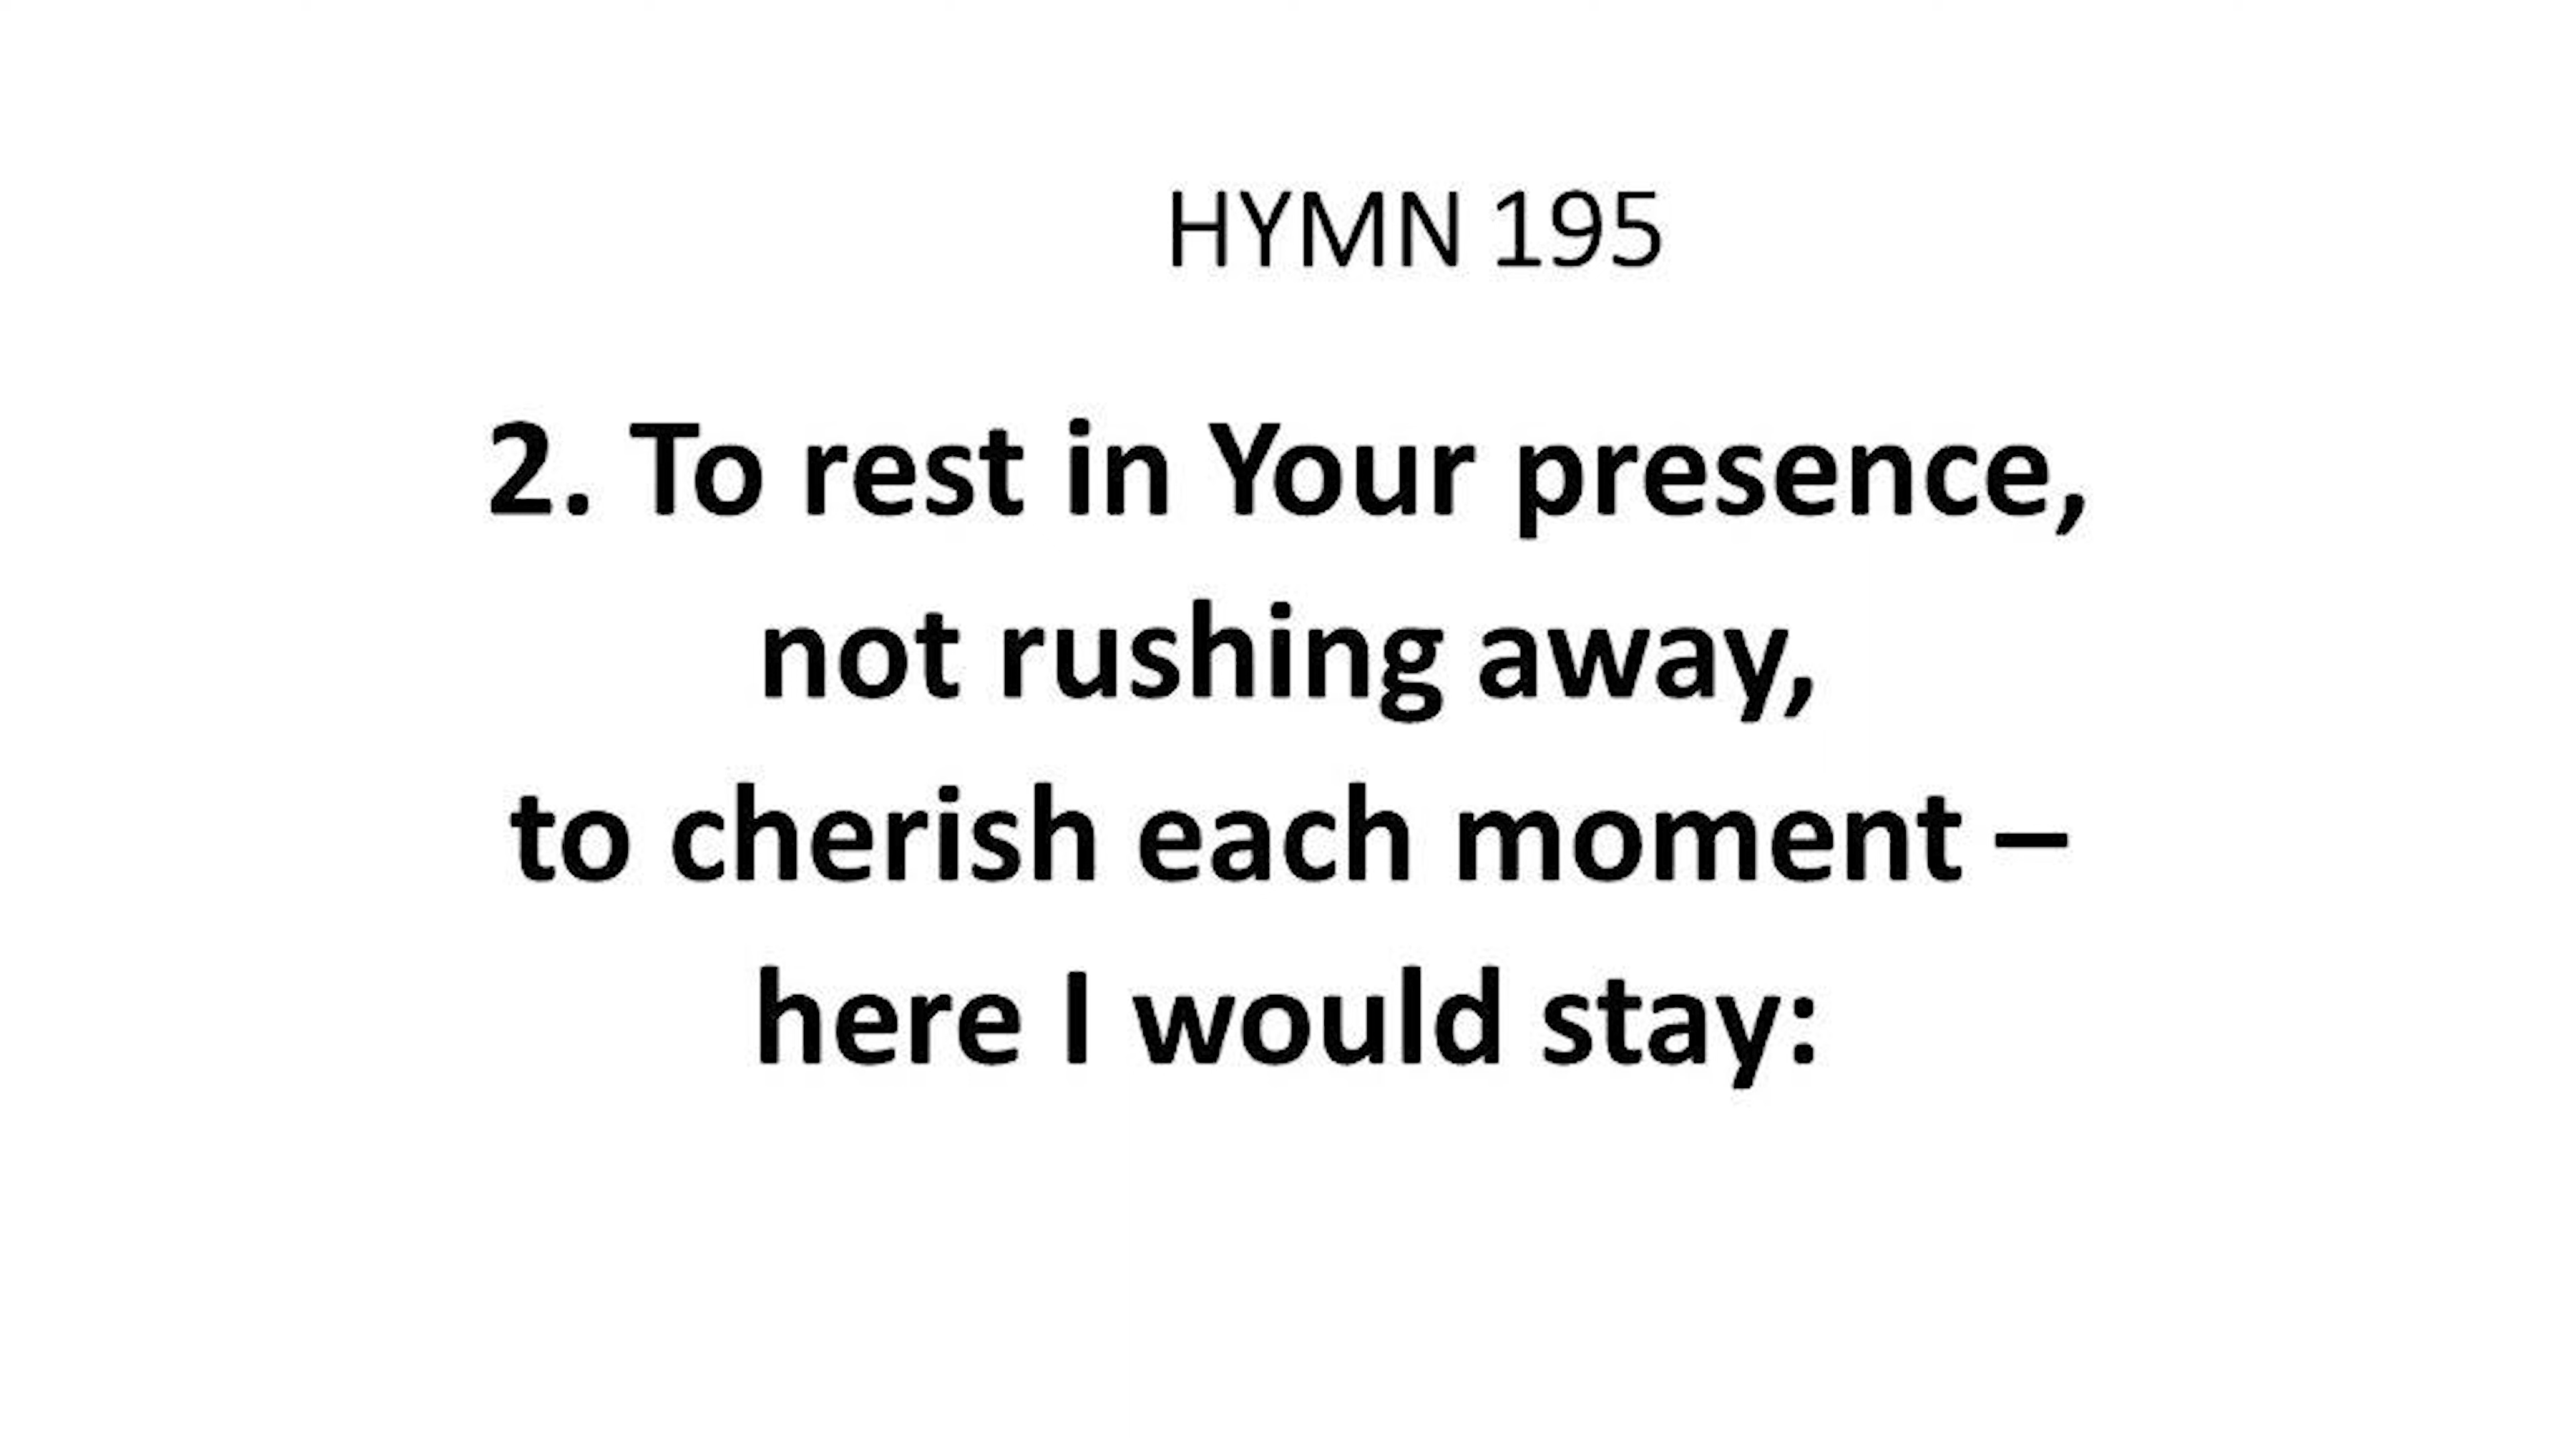 HYMN 195
2. To rest in Your presence,
not rushing away,
to cherish each moment –
here I would stay: